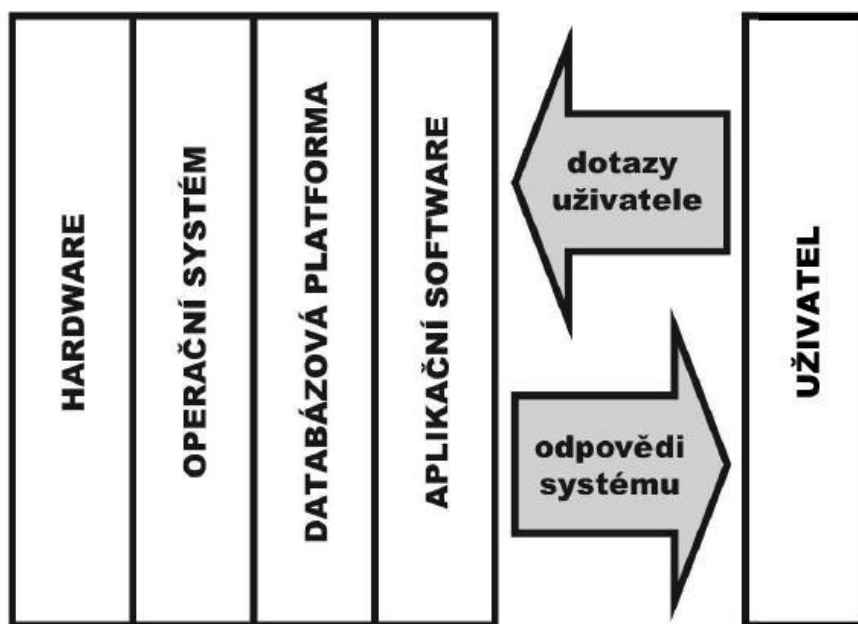 HARDWARE
OPERAČNÍ SYSTÉM
DATABÁZOVÁ PLATFORMA
APLIKAČNÍ SOFTWARE
dotazy
uživatele
odpovědi
systému
UŽIVATEL